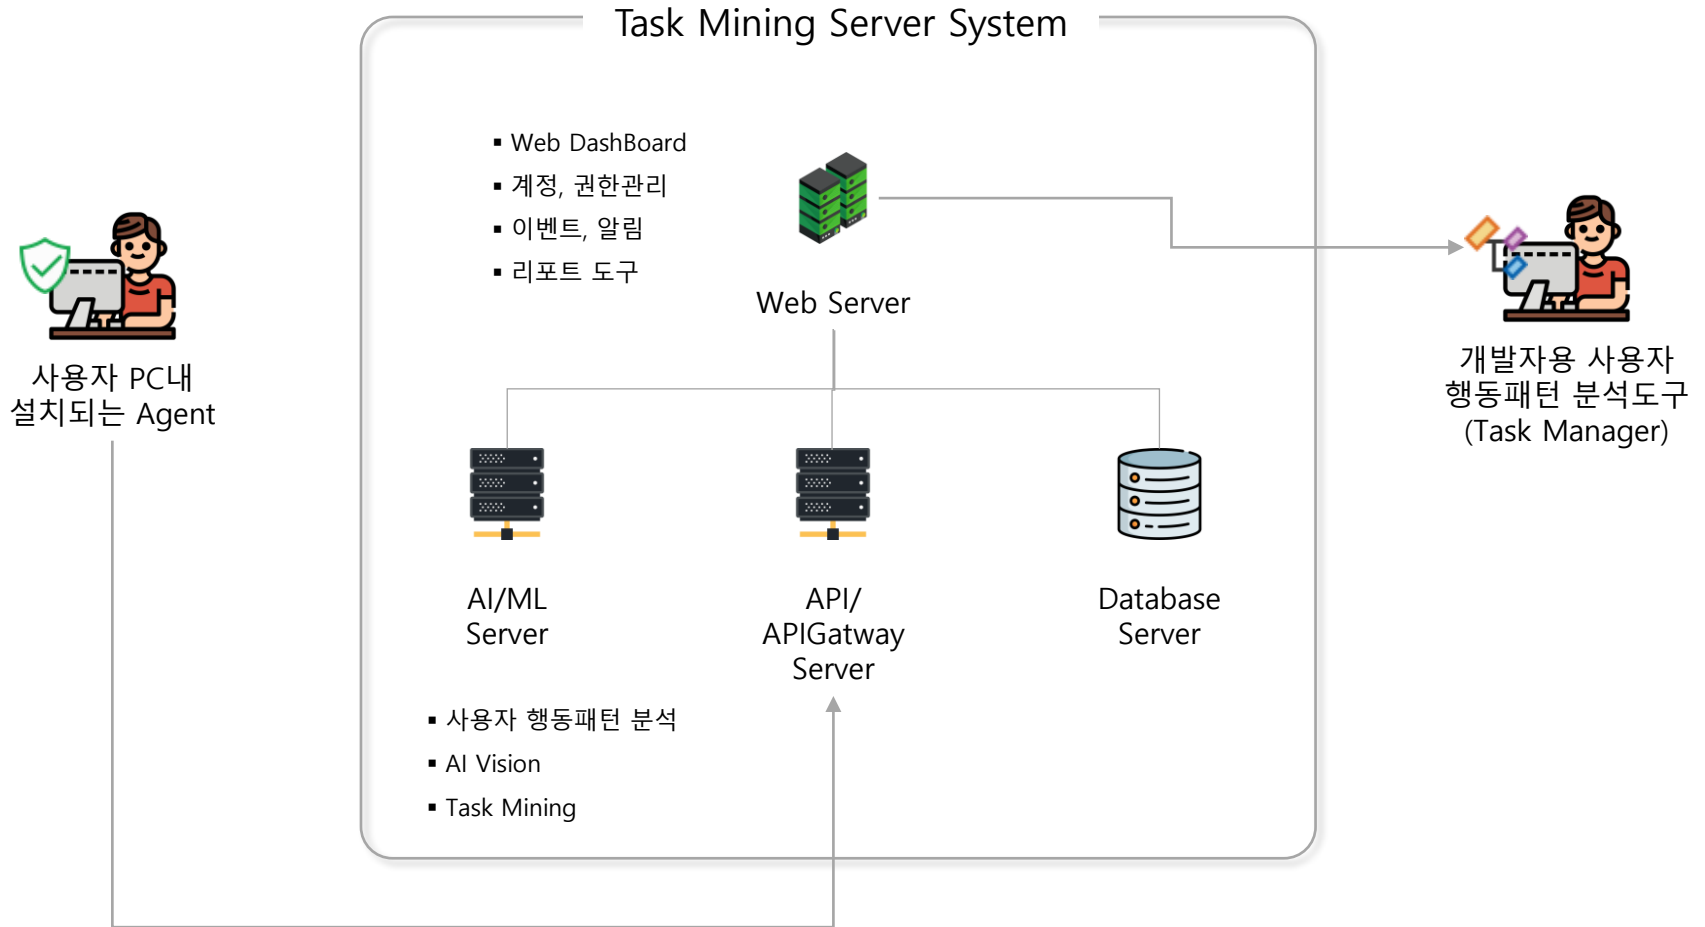 Task Mining Server System
▪ Web DashBoard
▪ 계정, 권한관리
▪ 이벤트, 알림
▪ 리포트 도구
Web Server
사용자 PC내
설치되는 Agent
개발자용 사용자
행동패턴 분석도구
(Task Manager)
AI/ML
Server
API/
APIGatway
Server
Database
Server
▪ 사용자 행동패턴 분석
▪ AI Vision
▪ Task Mining